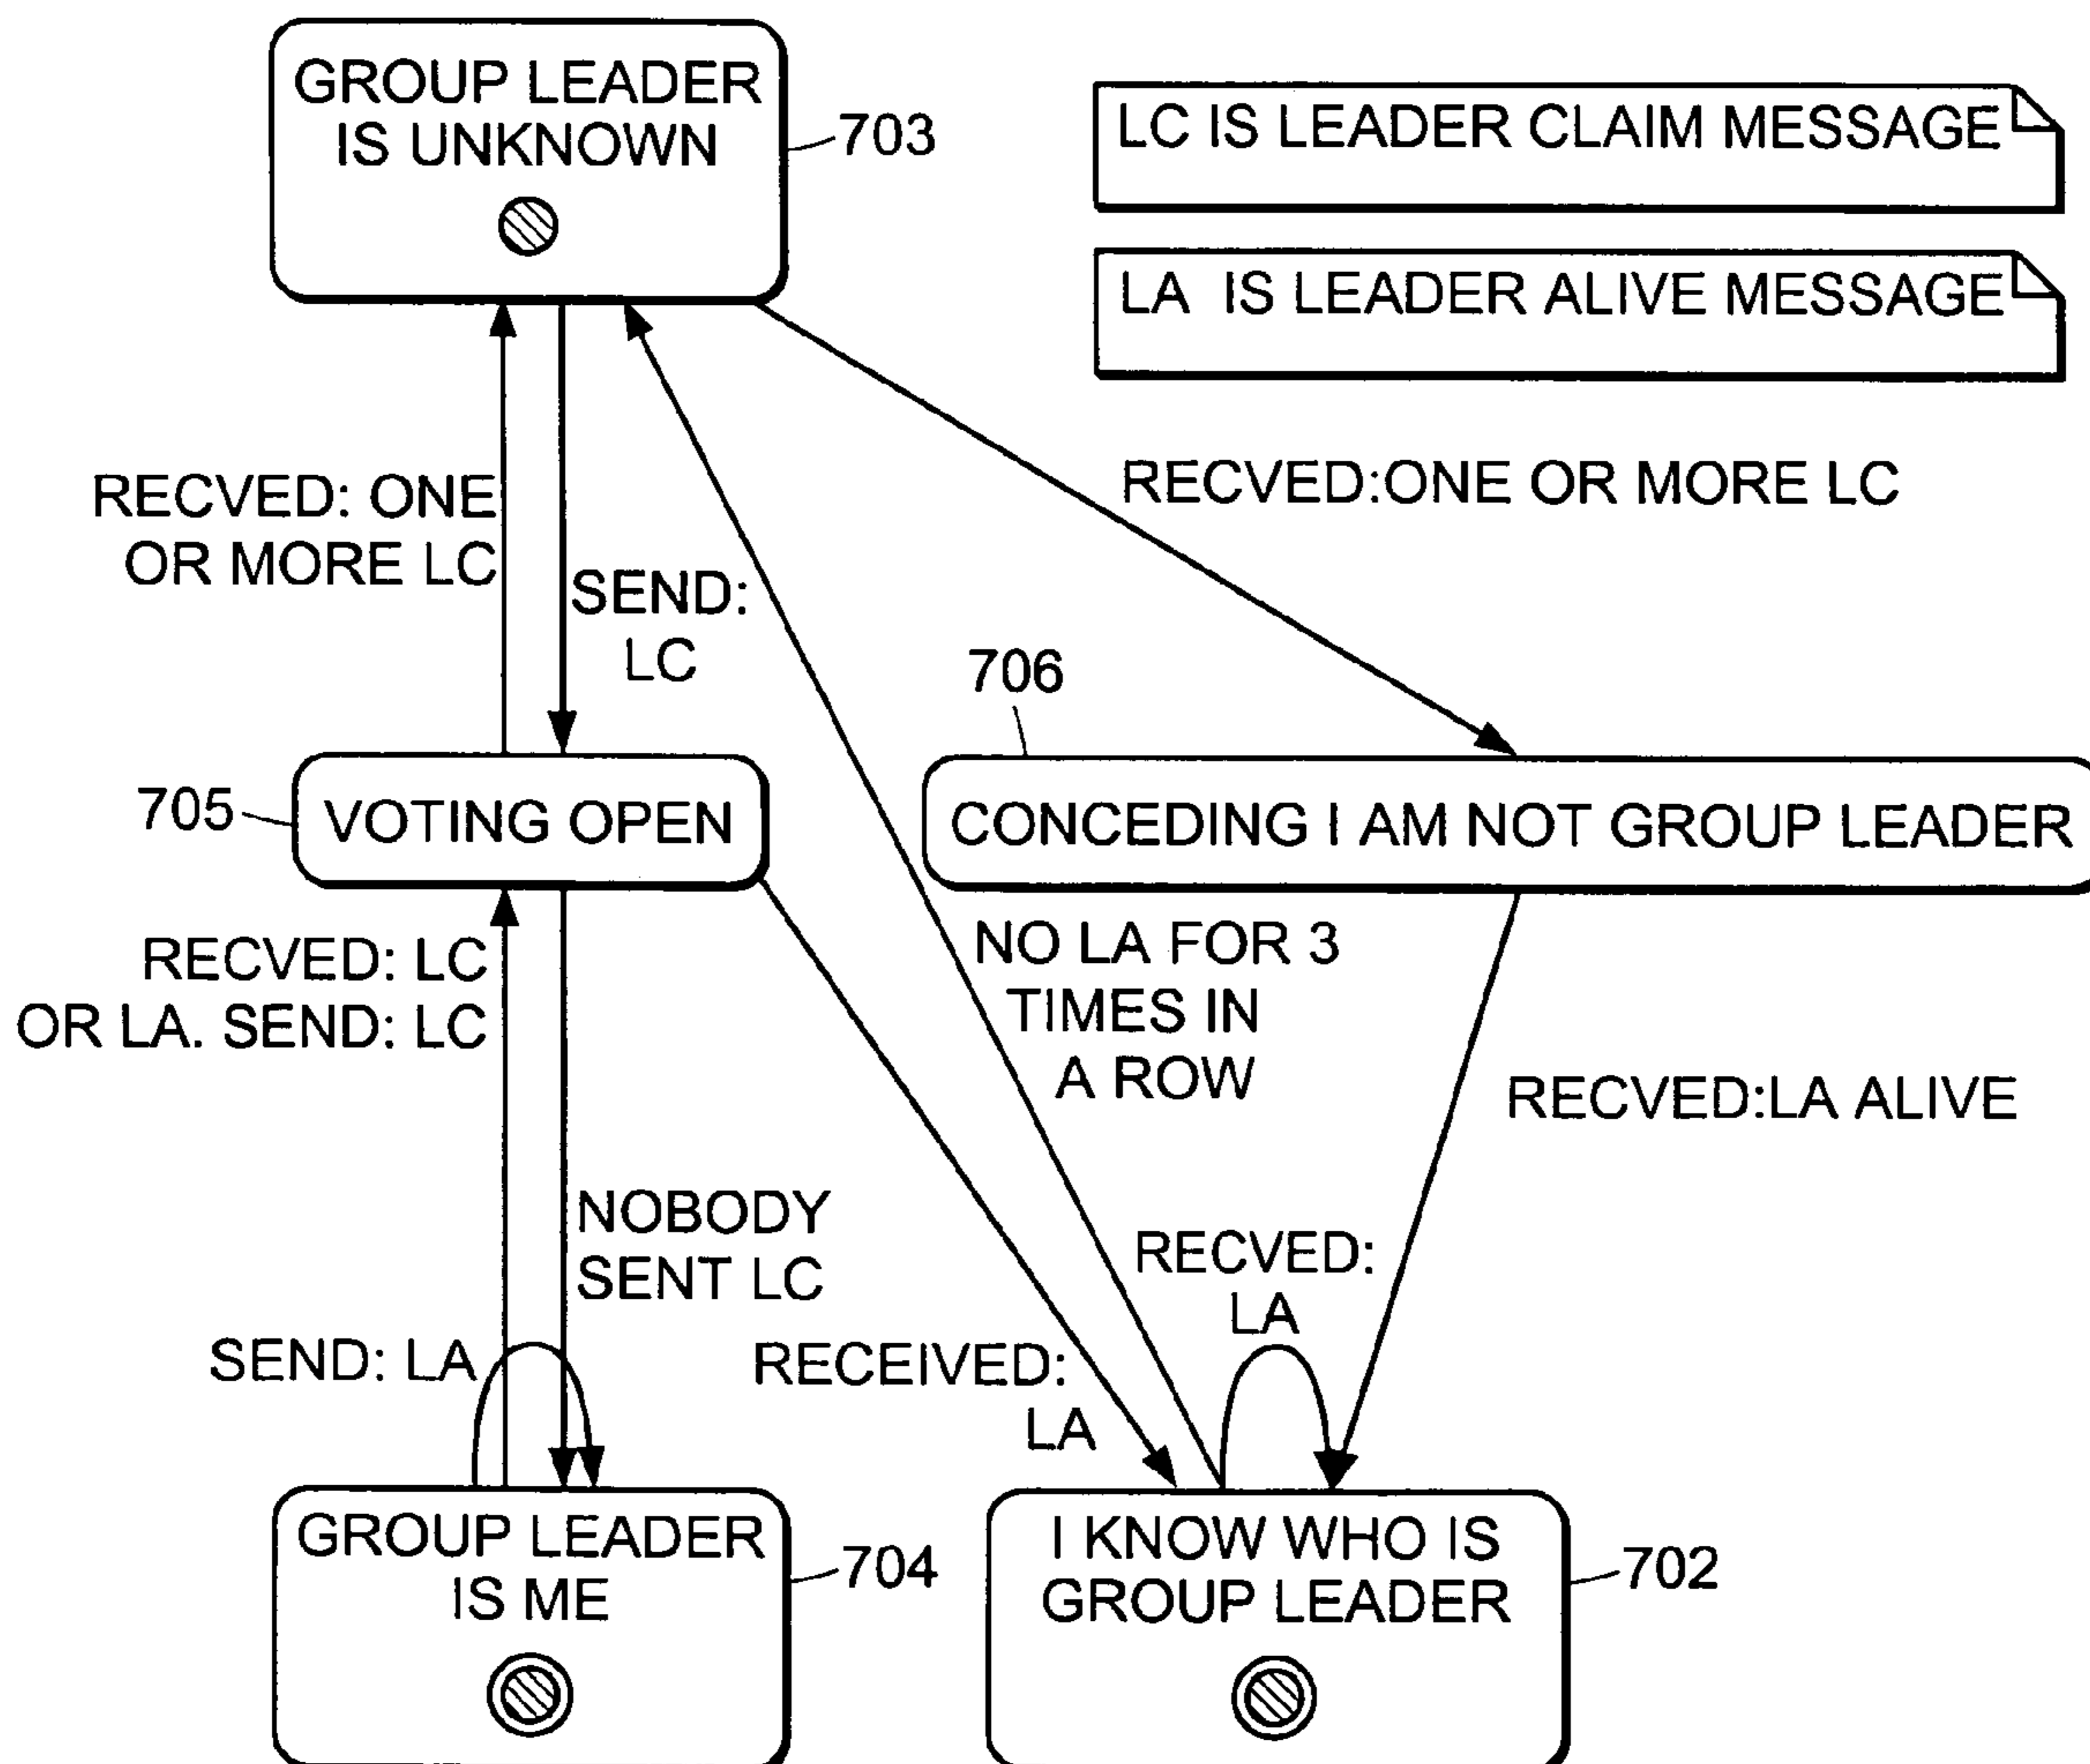 GROUP LEADER
IS UNKNOWN
703
LC IS LEADER CLAIM MESSAGE
LA IS LEADER ALIVE MESSAGE
RECVED: ONE
OR MORE LC
SEND:
LC
RECVED:ONE OR MORE LC
706
705
VOTING OPEN
CONCEDING I AM NOT GROUP LEADER
RECVED: LC
OR LA. SEND: LC
NO LA FOR 3
TIMES IN
A ROW
RECVED:LA ALIVE
NOBODY
SENT LC
RECVED:
LA
SEND: LA
RECEIVED:
LA
GROUP LEADER
IS ME
704
I KNOW WHO IS
GROUP LEADER
702